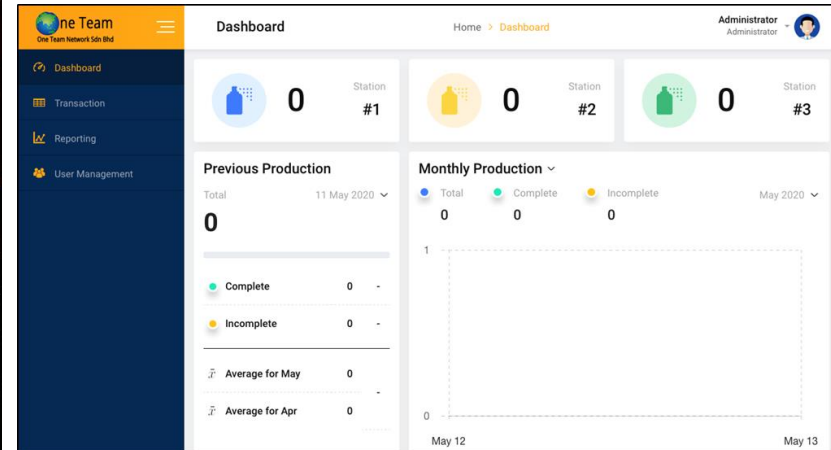 One Team
One Team Network Sdn Bhd
Dashboard
Home > Dashboard
Administrator
Administrator
Dashboard
Transaction
Reporting
User Management
0
Station
#1
0
Station
#2
0
Station
#3
Previous Production
Total
11 May 2020
0
Complete 0 -
Incomplete 0 -
x̄ Average for May 0
-
x̄ Average for Apr 0
Monthly Production
Total Complete Incomplete
May 2020
0 0 0
1
0
May 12 May 13